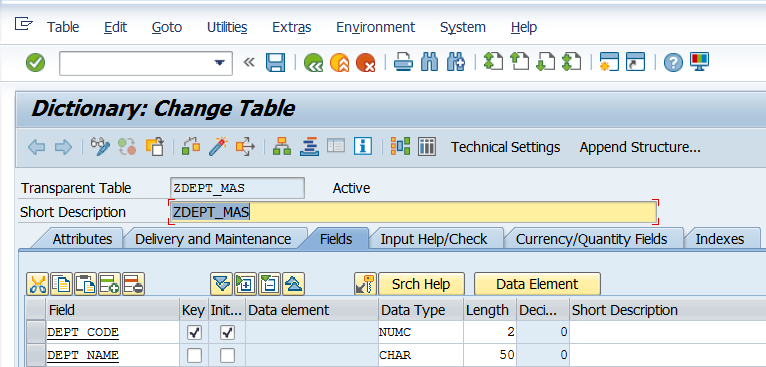 Table Edit Goto Utilities Extras Environment System Help
Dictionary: Change Table
Technical Settings Append Structure...
Transparent Table ZDEPT_MAS Active
Short Description ZDEPT_MAS
Attributes Delivery and Maintenance Fields Input Help/Check Currency/Quantity Fields Indexes
Srch Help Data Element
Field Key Init... Data element Data Type Length Deci... Short Description
DEPT_CODE NUMC 2 0
DEPT_NAME CHAR 50 0